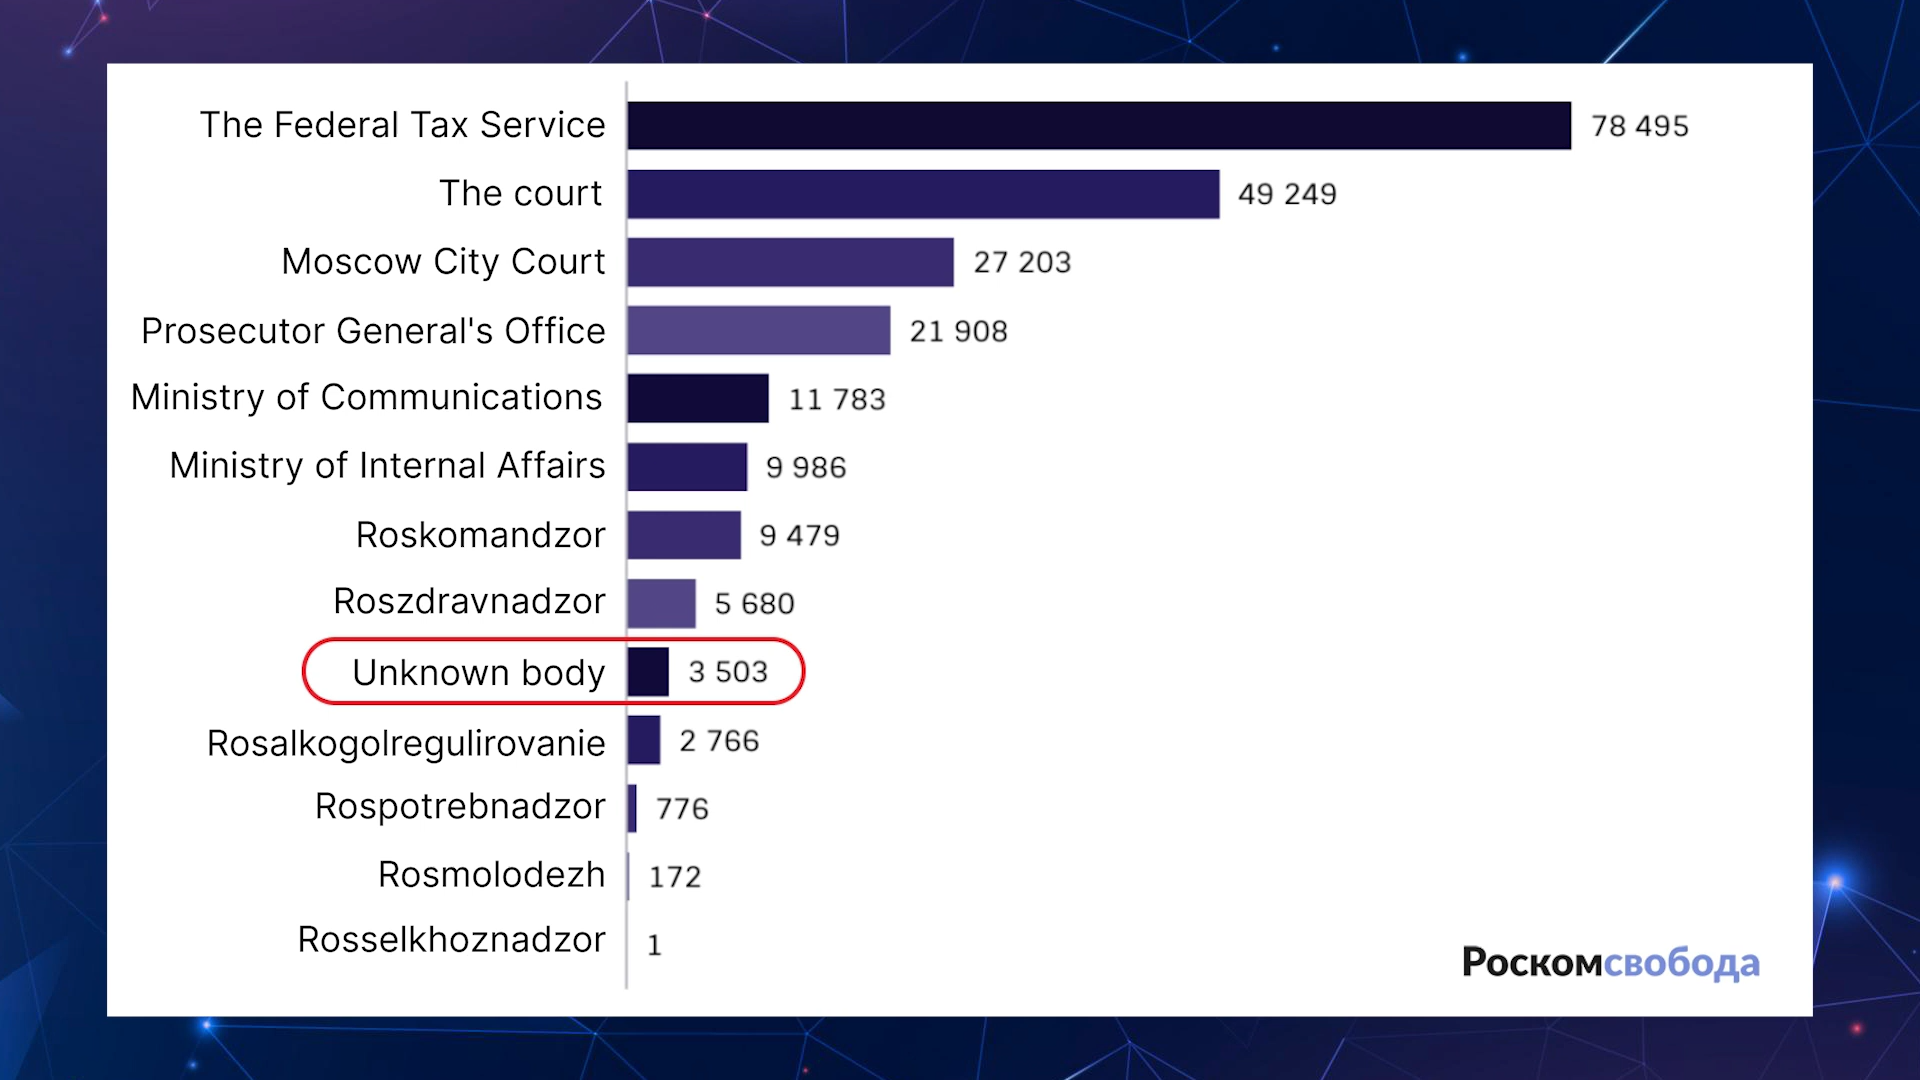 The Federal Tax Service 78 495
The court 49 249
Moscow City Court 27 203
Prosecutor General's Office 21 908
Ministry of Communications 11 783
Ministry of Internal Affairs 9 986
Roskomandzor 9 479
Roszdravnadzor 5 680
Unknown body 3 503
Rosalkogolregulirovanie 2 766
Rospotrebnadzor 776
Rosmolodezh 172
Rosselkhoznadzor 1
Роскомсвобода